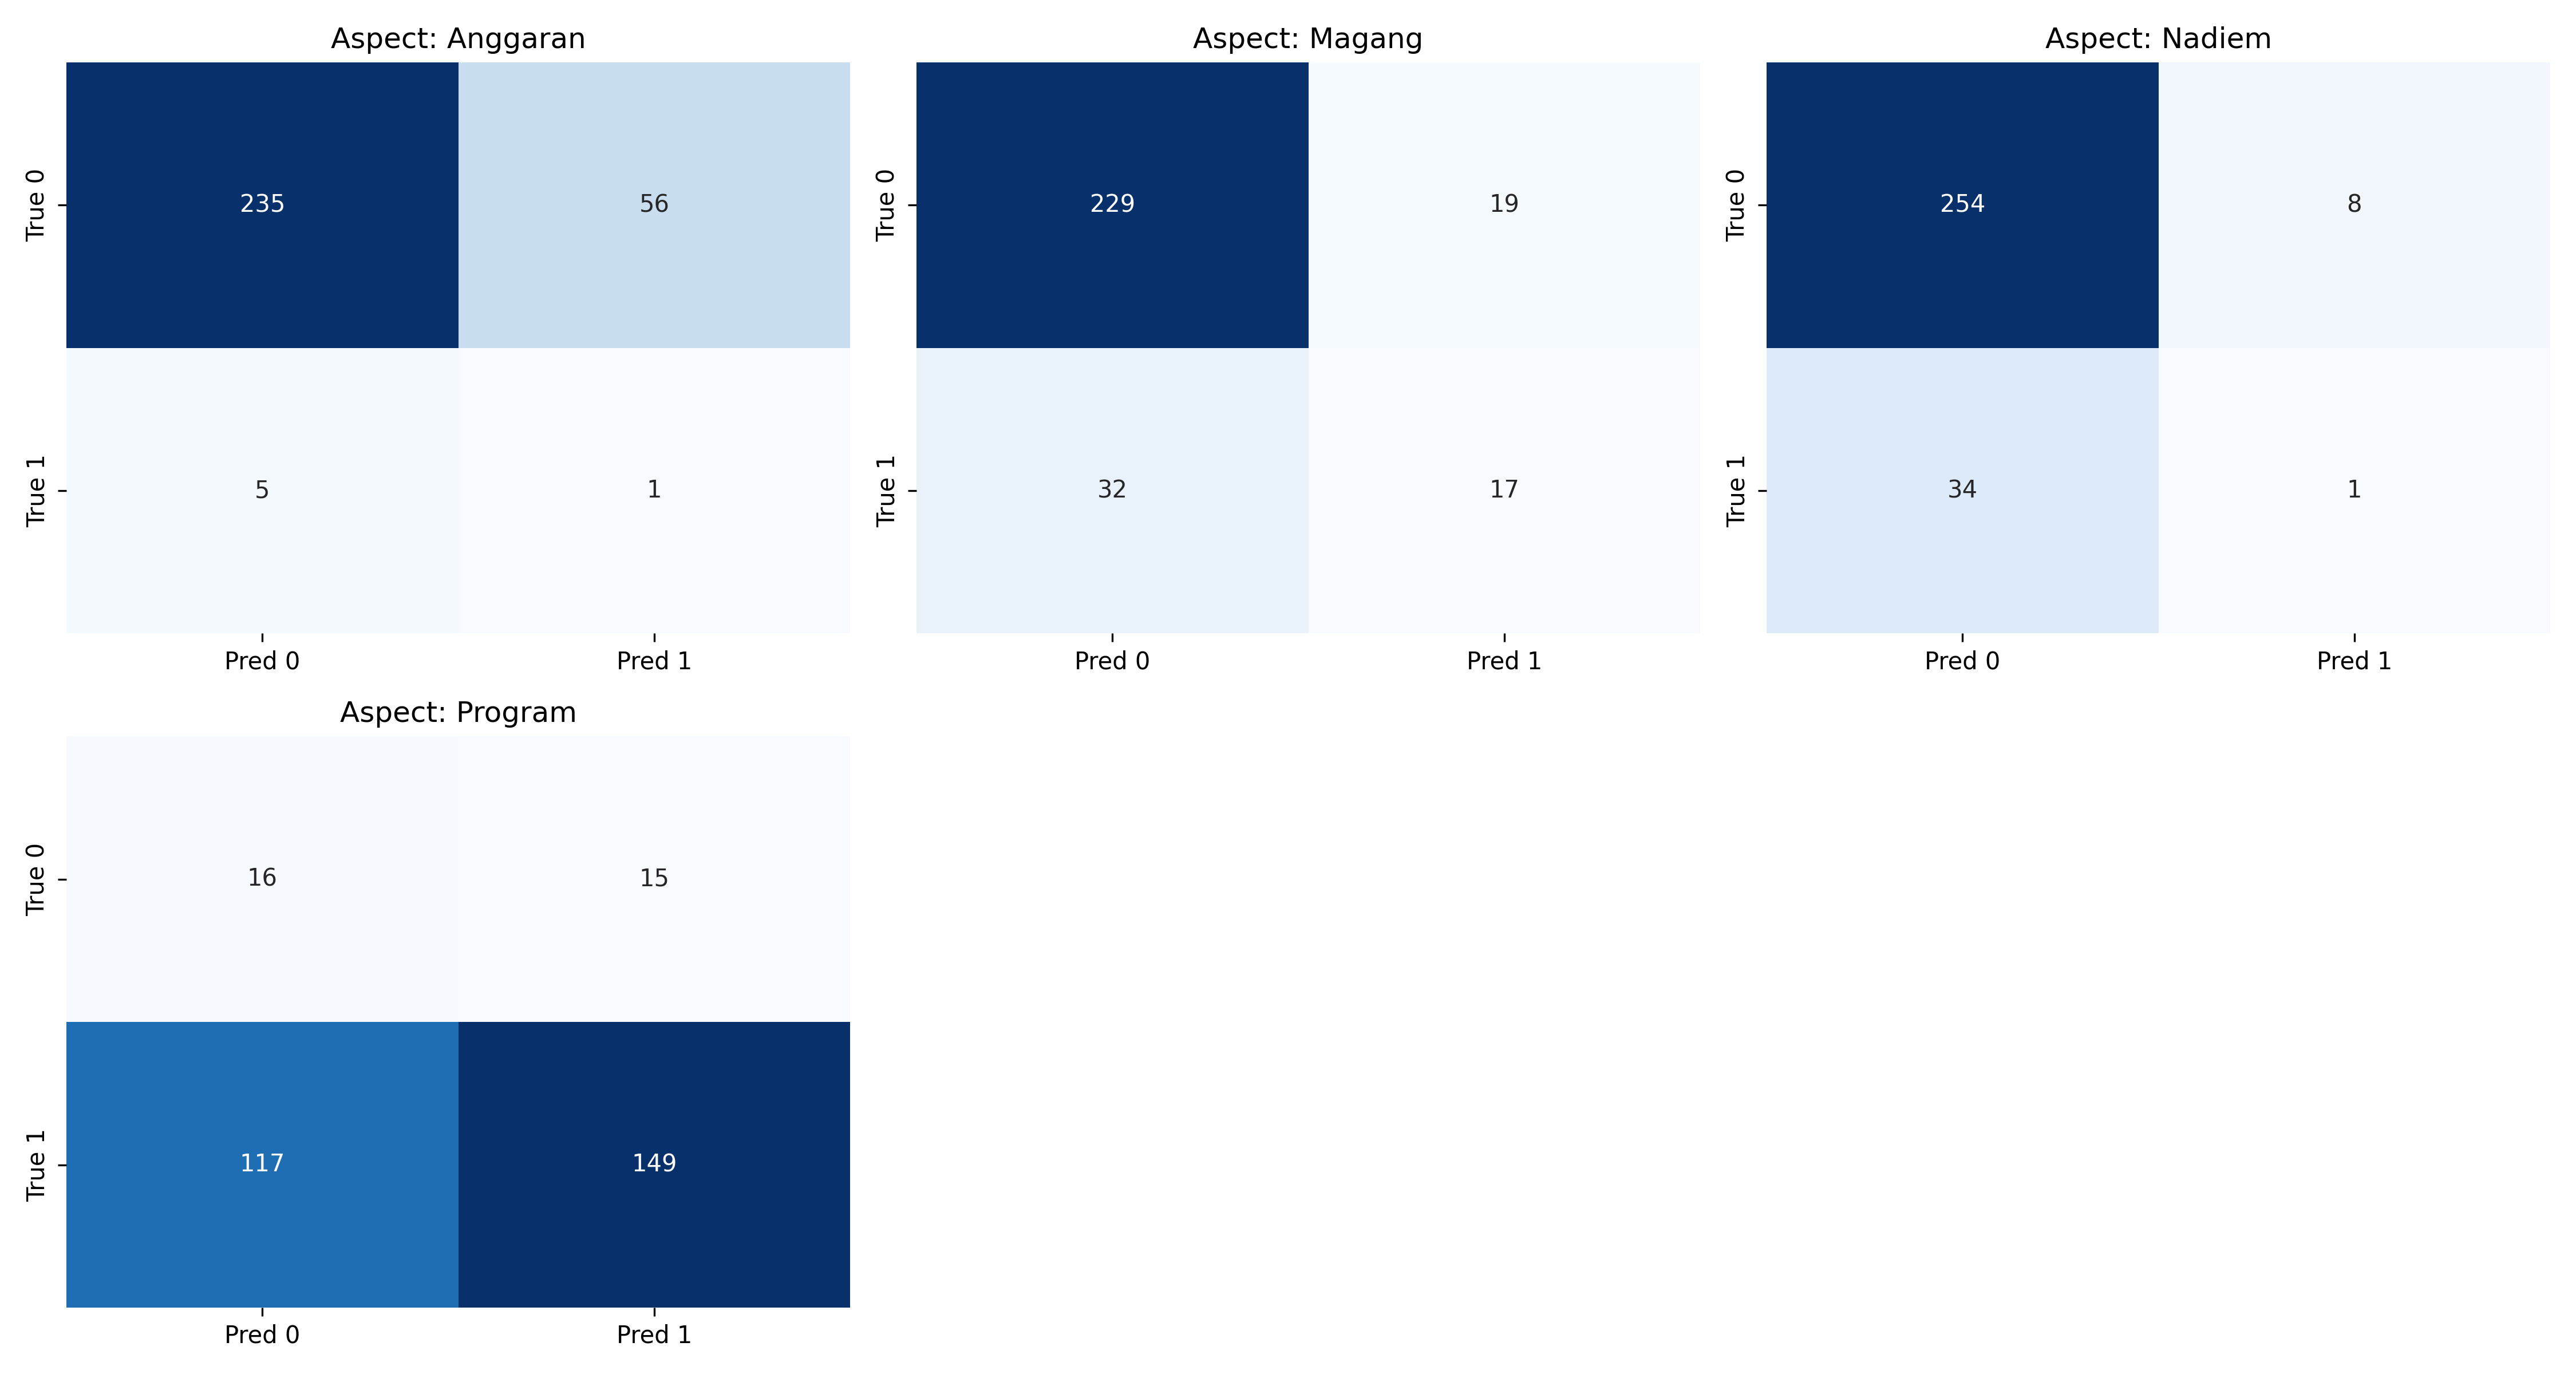 Aspect: Anggaran
True 0
235
56
True 1
5
1
Pred 0
Pred 1
Aspect: Magang
True 0
229
19
True 1
32
17
Pred 0
Pred 1
Aspect: Nadiem
True 0
254
8
True 1
34
1
Pred 0
Pred 1
Aspect: Program
True 0
16
15
True 1
117
149
Pred 0
Pred 1